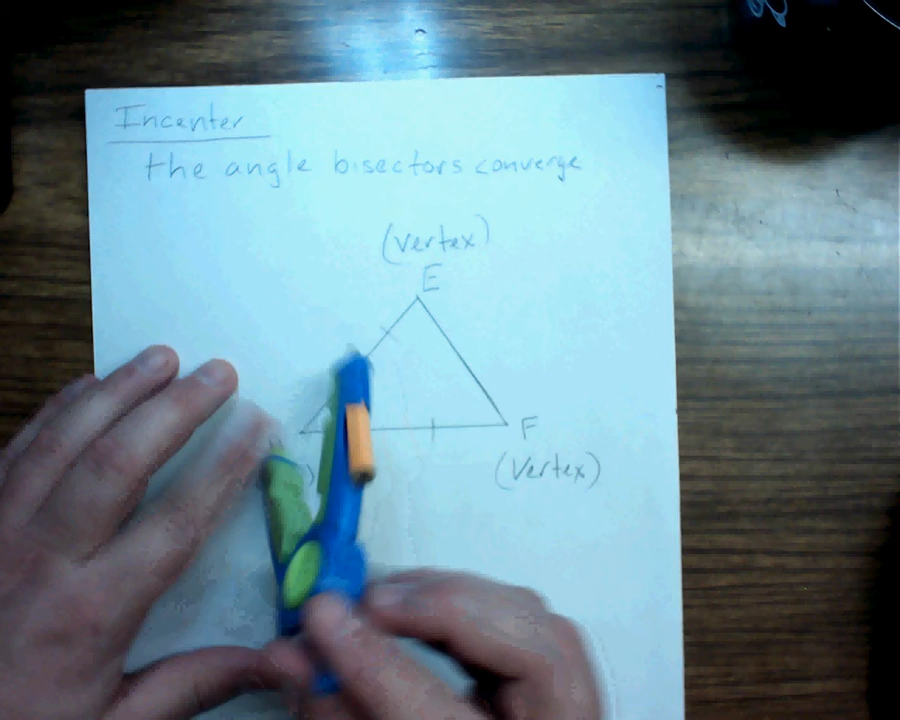 Incenter
the angle bisectors converge
(vertex)
E
F
(vertex)
)